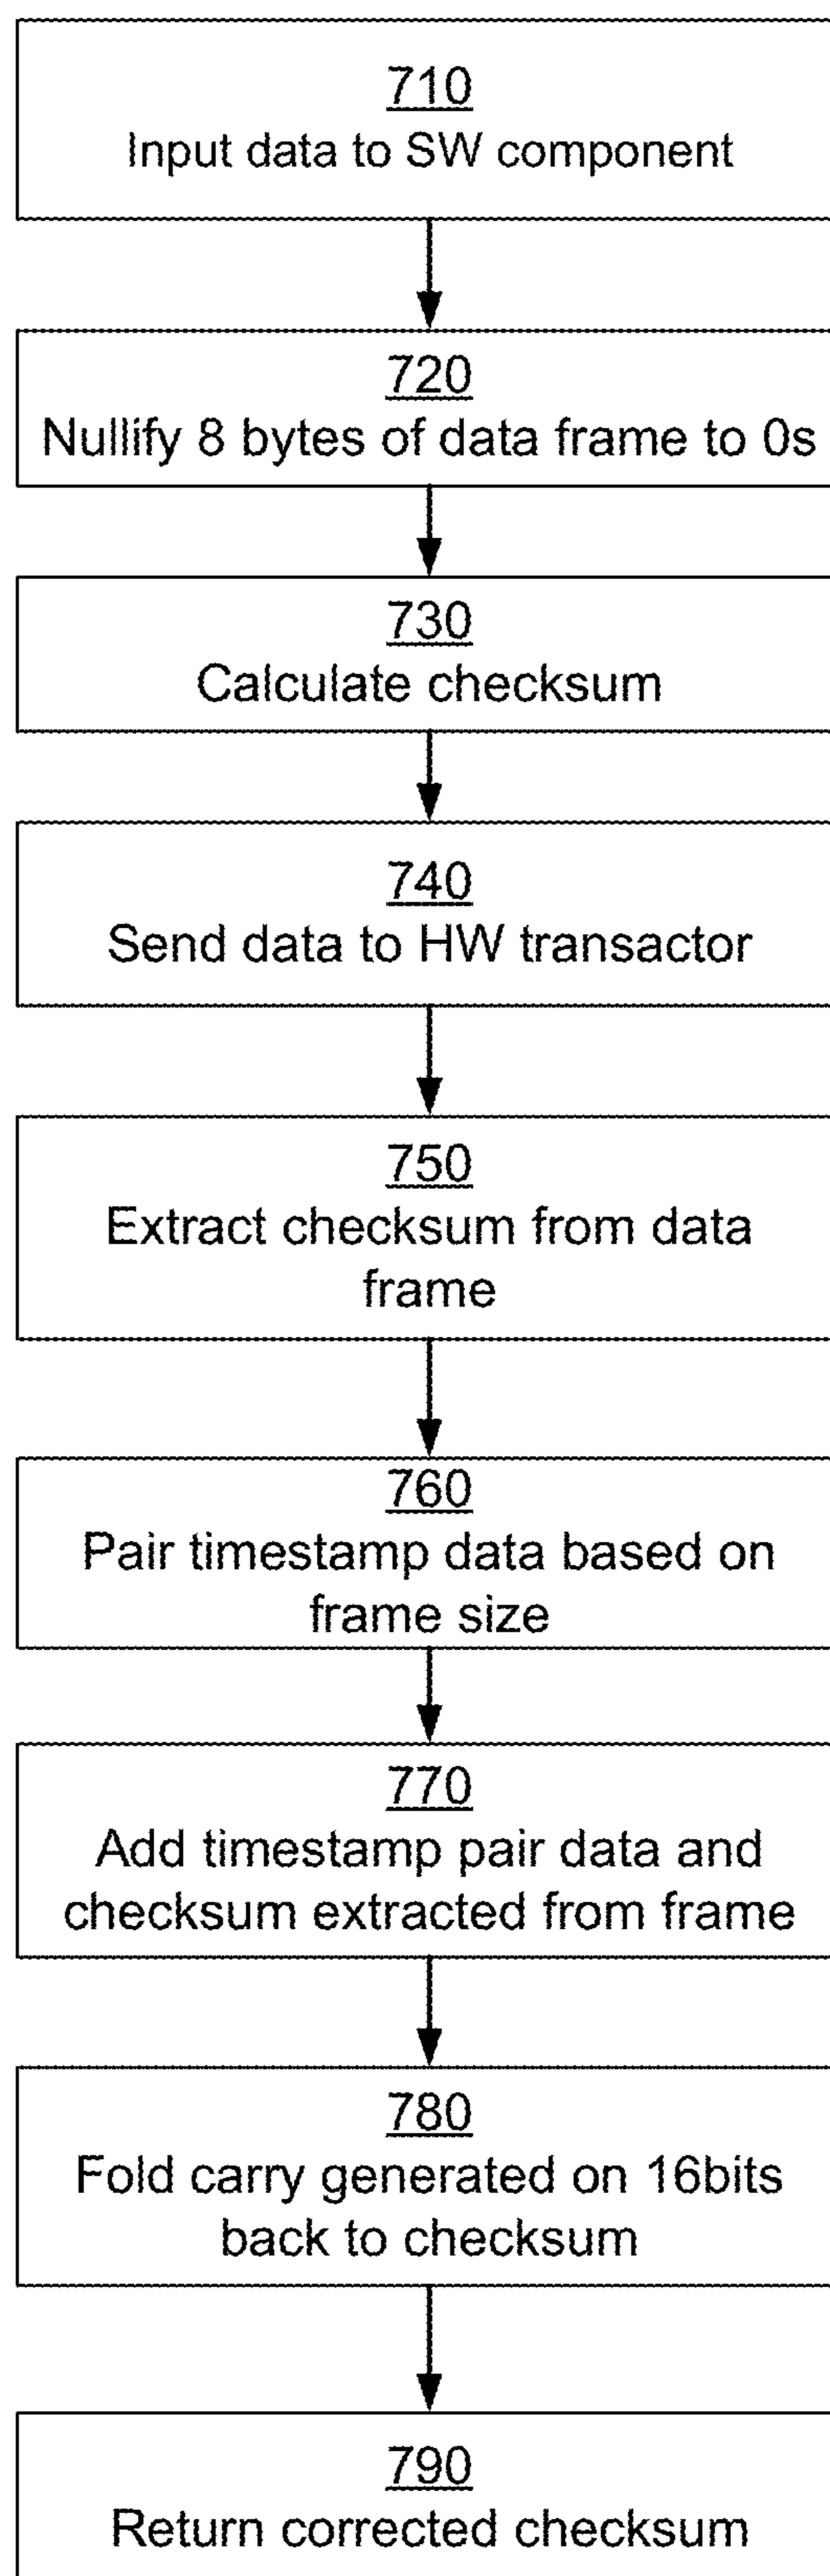 710
Input data to SW component
720
Nullify 8 bytes of data frame to 0s
730
Calculate checksum
740
Send data to HW transactor
750
Extract checksum from data
frame
760
Pair timestamp data based on
frame size
770
Add timestamp pair data and
checksum extracted from frame
780
Fold carry generated on 16bits
back to checksum
790
Return corrected checksum